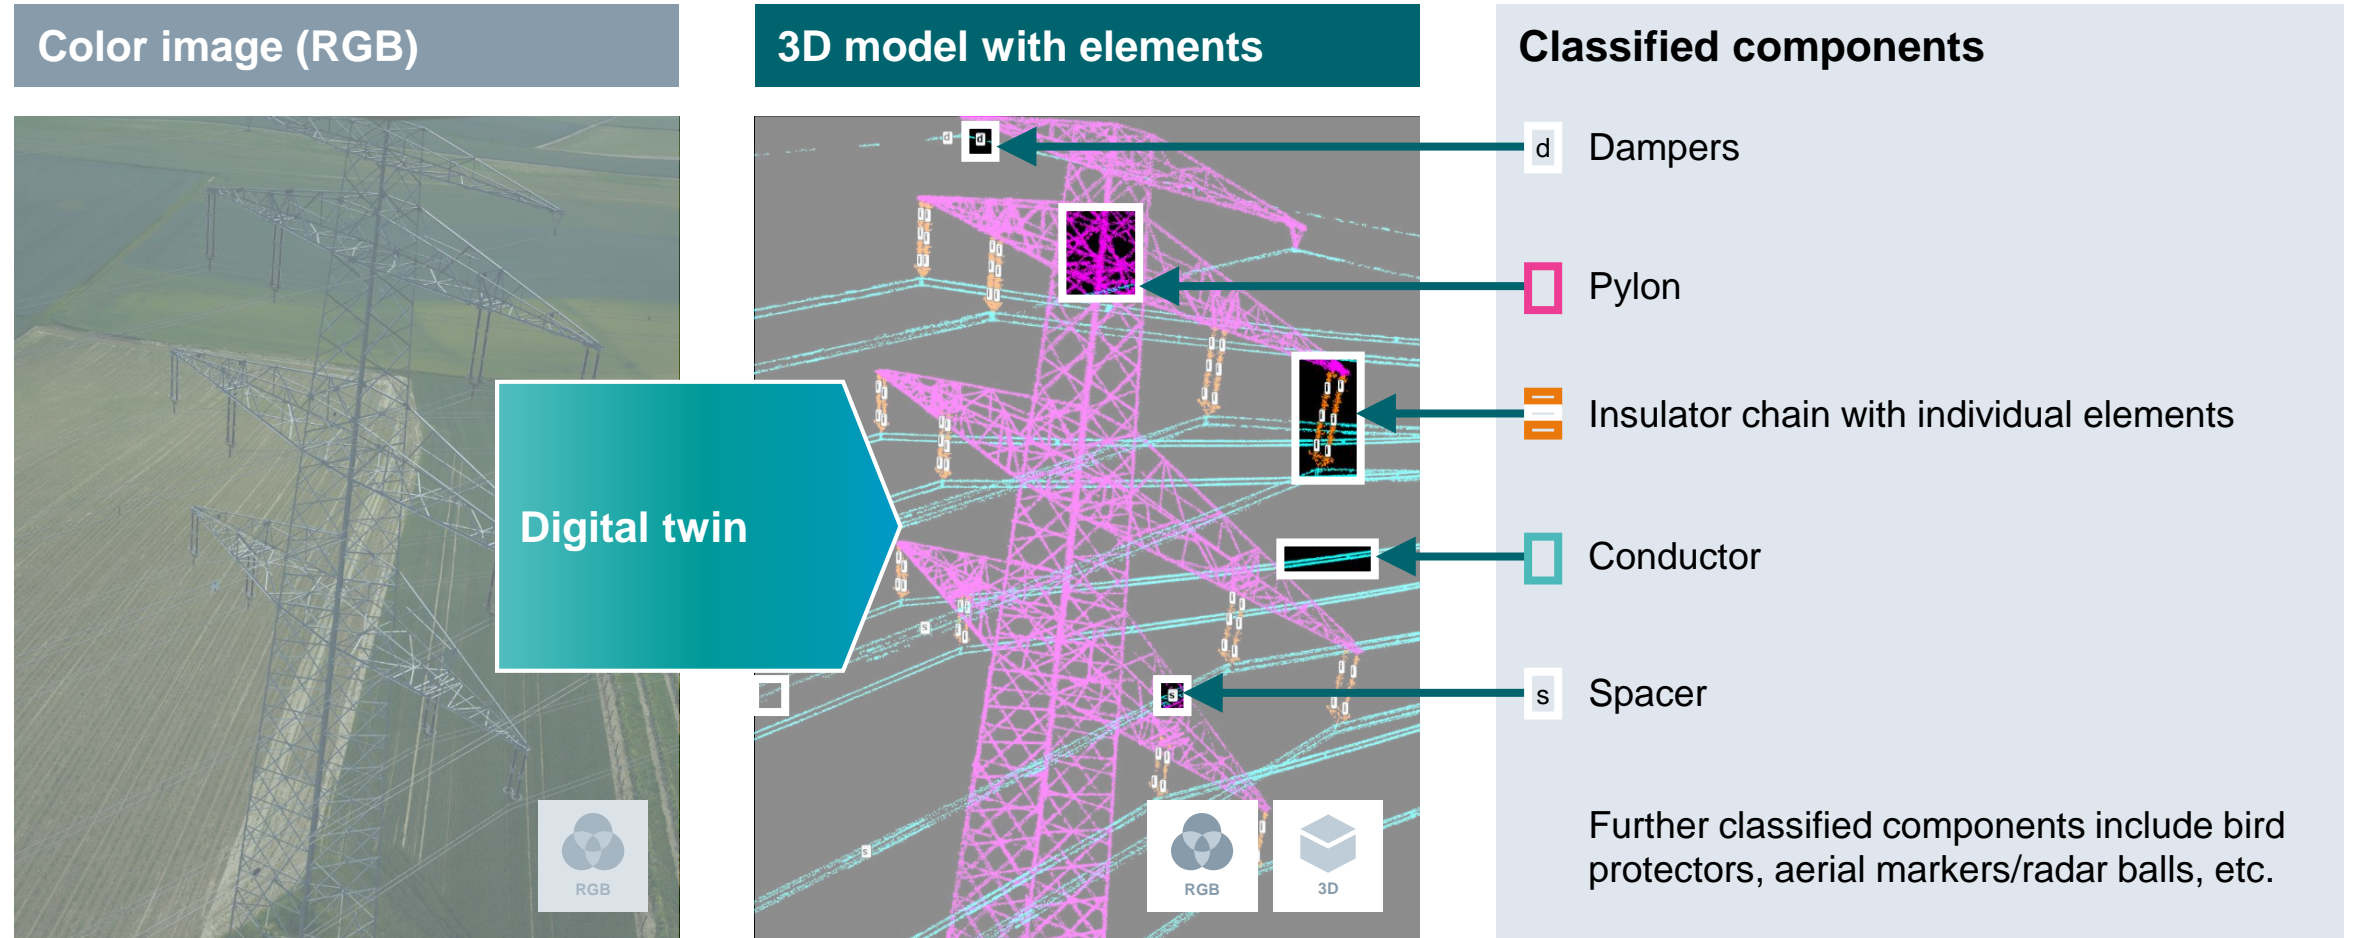 Color image (RGB)
3D model with elements
Classified components
d
d
d
Dampers
Pylon
Insulator chain with individual elements
Digital twin
Conductor
s
s
s
Spacer
s
Further classified components include bird
protectors, aerial markers/radar balls, etc.
RGB
RGB
3D